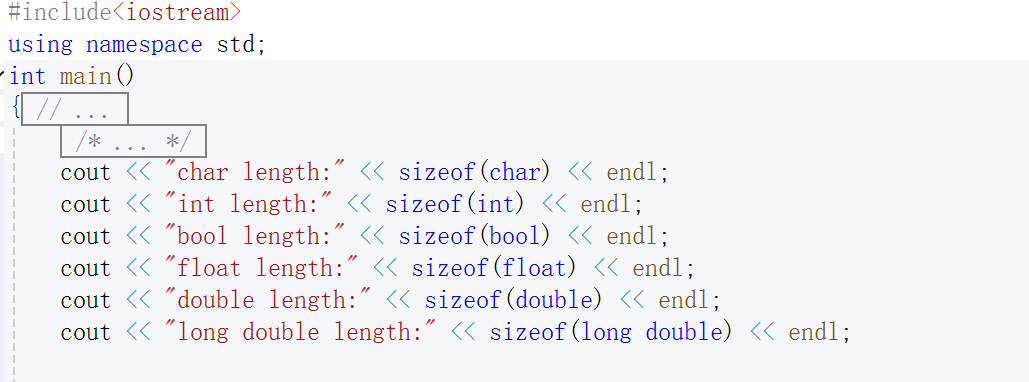 #include<iostream>
using namespace std;
int main()
{ // ...
/* ... */
cout << "char length:" << sizeof(char) << endl;
cout << "int length:" << sizeof(int) << endl;
cout << "bool length:" << sizeof(bool) << endl;
cout << "float length:" << sizeof(float) << endl;
cout << "double length:" << sizeof(double) << endl;
cout << "long double length:" << sizeof(long double) << endl;